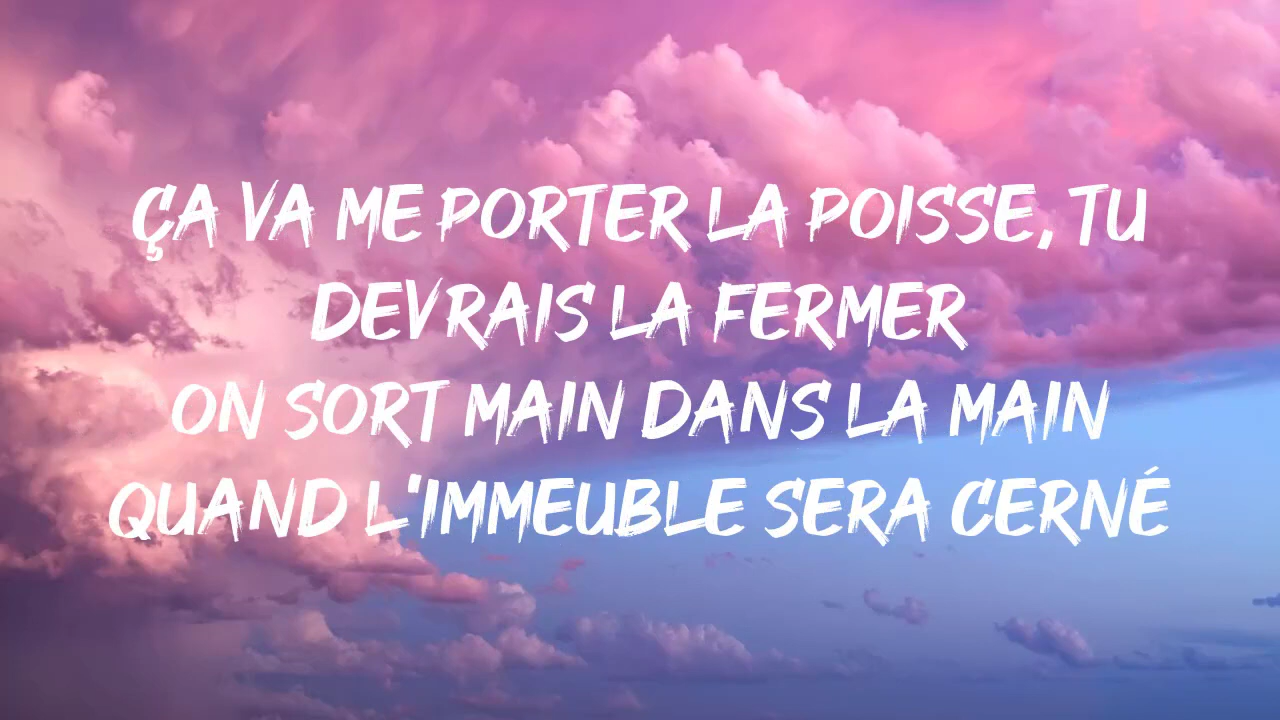 ÇA VA ME PORTER LA POISSE, TU
DEVRAIS LA FERMER
ON SORT MAIN DANS LA MAIN
QUAND L'IMMEUBLE SERA CERNÉ